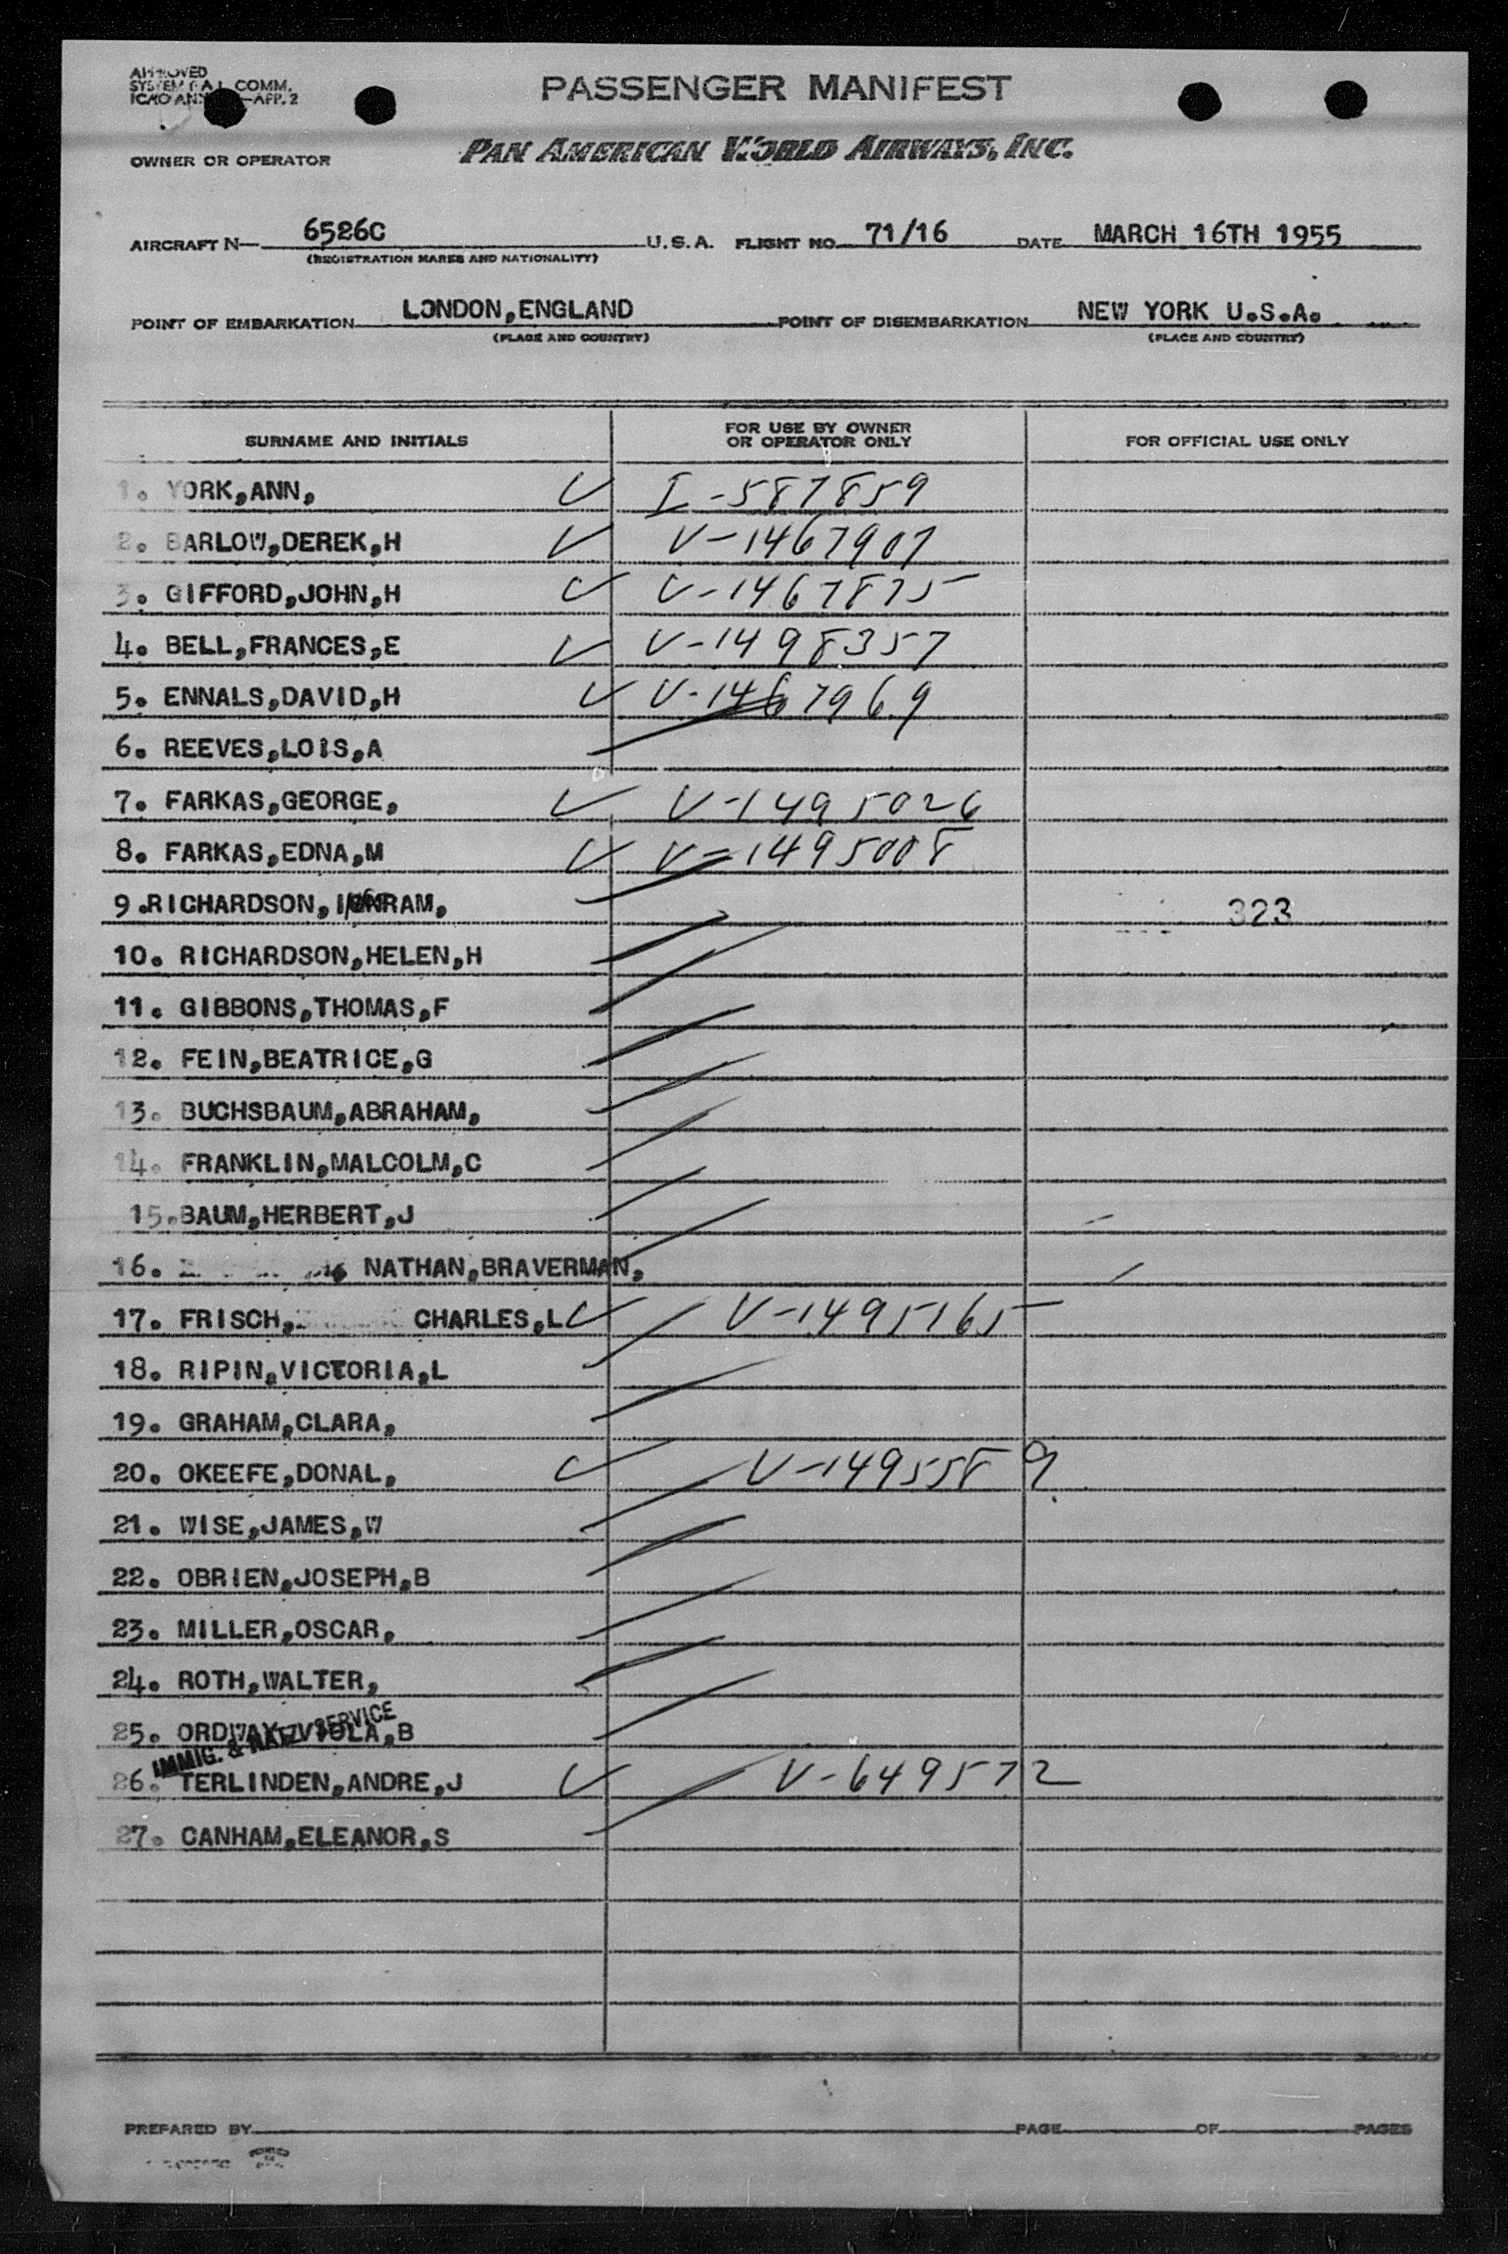 APPROVED
COMM.
APP. 2
PASSENGER MANIFEST
OWNER OR OPERATOR PAN AMERICAN WORLD AIRWAYS, INC.
AIRCRAFT N— 6526C U.S.A. FLIGHT NO. 71/16 DATE MARCH 16TH 1955
(REGISTRATION MARKS AND NATIONALITY)
POINT OF EMBARKATION LONDON,ENGLAND POINT OF DISEMBARKATION NEW YORK U.S.A.
(PLACE AND COUNTRY) (PLACE AND COUNTRY)
SURNAME AND INITIALS FOR USE BY OWNER OR OPERATOR ONLY FOR OFFICIAL USE ONLY
1. YORK,ANN, I-587859
2. BARLOW,DEREK,H V-1467907
3. GIFFORD,JOHN,H V-1467875
4. BELL,FRANCES,E V-1498357
5. ENNALS,DAVID,H V-1467969
6. REEVES,LOIS,A
7. FARKAS,GEORGE, V-1495026
8. FARKAS,EDNA,M V-1495008
9.RICHARDSON, 323
10. RICHARDSON,HELEN,H
11. GIBBONS,THOMAS,F
12. FEIN,BEATRICE,G
13. BUCHSBAUM,ABRAHAM,
14. FRANKLIN,MALCOLM,C
15.BAUM,HERBERT,J
16. NATHAN,BRAVERMAN,
17. FRISCH, CHARLES,L V-1495165
18. RIPIN,VICTORIA,L
19. GRAHAM,CLARA,
20. OKEEFE,DONAL, V-1495589
21. WISE,JAMES,W
22. OBRIEN,JOSEPH,B
23. MILLER,OSCAR,
24. ROTH,WALTER,
25. ORDWAY,VIOLA,B
IMMIG. & NATZ SERVICE
26. TERLINDEN,ANDRE,J V-649572
27. CANHAM,ELEANOR,S
PREPARED BY PAGE OF PAGES